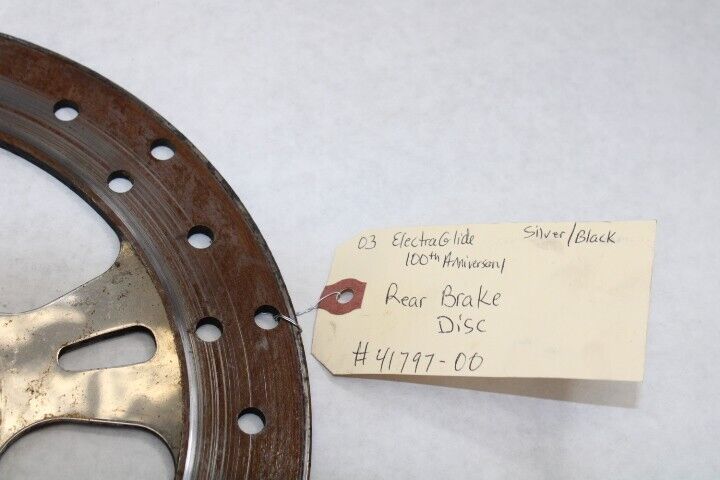 03 ElectraGlide Silver/Black
100th Anniversary
Rear Brake
Disc
#41797-00